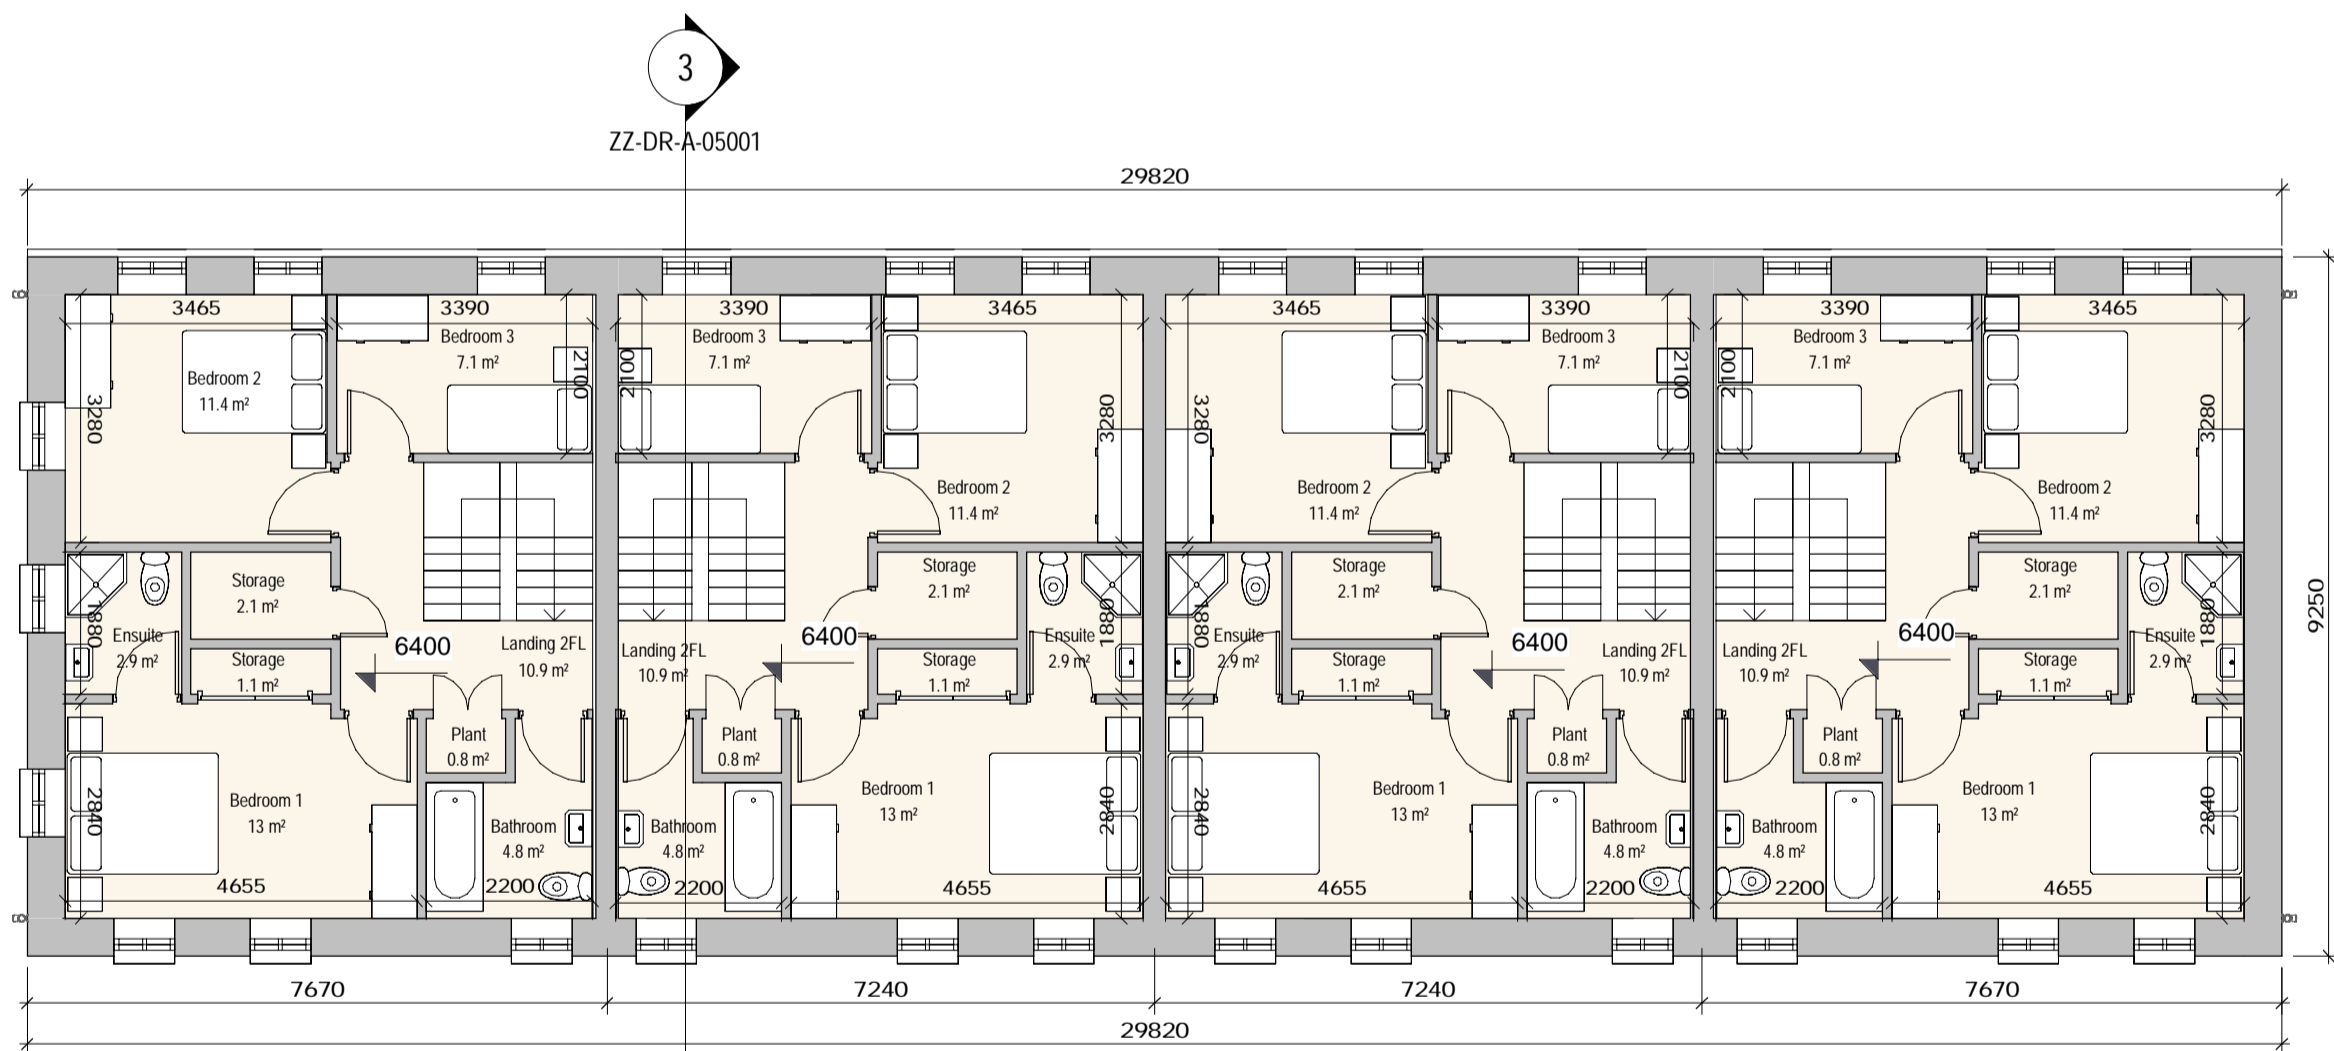 3
ZZ-DR-A-05001
29820
3465
3390
3390
3465
3465
3390
3390
3465
Bedroom 3
7.1 m²
Bedroom 3
7.1 m²
Bedroom 3
7.1 m²
Bedroom 3
7.1 m²
2100
2100
2100
2100
Bedroom 2
11.4 m²
3280
3280
3280
3280
Bedroom 2
11.4 m²
Bedroom 2
11.4 m²
Bedroom 2
11.4 m²
Storage
2.1 m²
Storage
2.1 m²
Storage
2.1 m²
Storage
2.1 m²
9250
1880
1880
1880
1880
Ensuite
2.9 m²
Ensuite
2.9 m²
Ensuite
2.9 m²
Ensuite
2.9 m²
6400
6400
6400
6400
Landing 2FL
10.9 m²
Landing 2FL
10.9 m²
Landing 2FL
10.9 m²
Landing 2FL
10.9 m²
Storage
1.1 m²
Storage
1.1 m²
Storage
1.1 m²
Storage
1.1 m²
Plant
0.8 m²
Plant
0.8 m²
Plant
0.8 m²
Plant
0.8 m²
Bedroom 1
13 m²
Bedroom 1
13 m²
Bedroom 1
13 m²
Bedroom 1
13 m²
2840
2840
2840
2840
Bathroom
4.8 m²
Bathroom
4.8 m²
Bathroom
4.8 m²
Bathroom
4.8 m²
4655
2200
2200
4655
4655
2200
2200
4655
7670
7240
7240
7670
29820